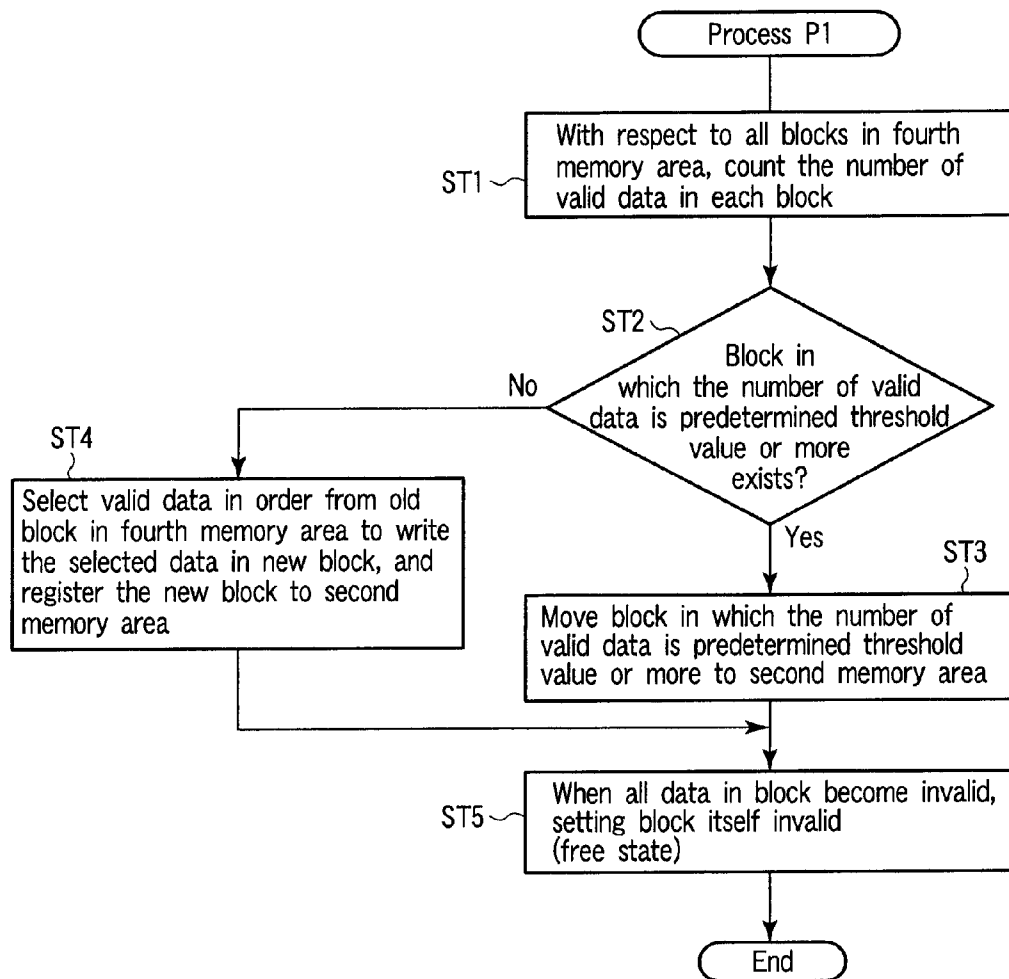 Process P1
With respect to all blocks in fourth
memory area, count the number of
valid data in each block
ST1
ST2
Block in
which the number of valid
data is predetermined threshold
value or more
exists?
No
Yes
ST4
Select valid data in order from old
block in fourth memory area to write
the selected data in new block, and
register the new block to second
memory area
ST3
Move block in which the number of
valid data is predetermined threshold
value or more to second memory area
ST5
When all data in block become invalid,
setting block itself invalid
(free state)
End